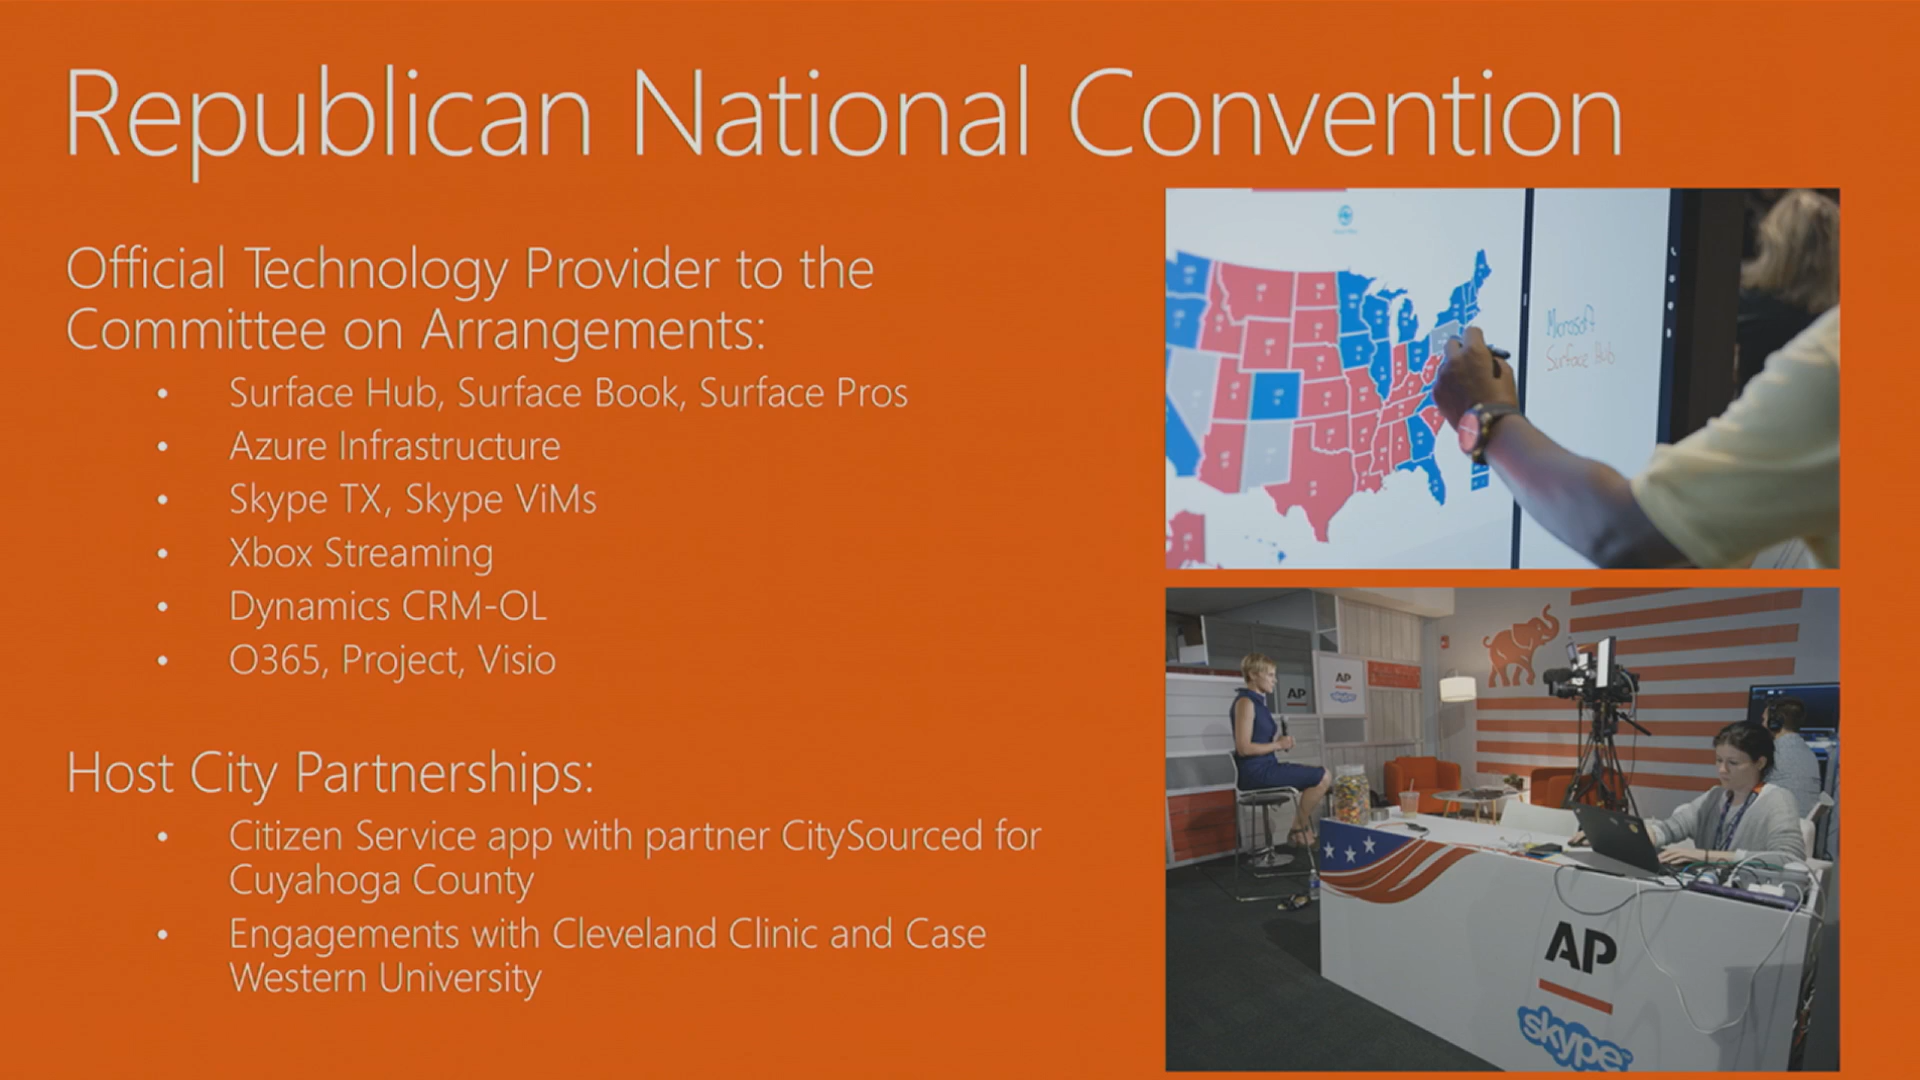 Republican National Convention
Official Technology Provider to the
Committee on Arrangements:
• Surface Hub, Surface Book, Surface Pros
• Azure Infrastructure
• Skype TX, Skype ViMs
• Xbox Streaming
• Dynamics CRM-OL
• O365, Project, Visio
Host City Partnerships:
• Citizen Service app with partner CitySourced for
Cuyahoga County
• Engagements with Cleveland Clinic and Case
Western University
Microsoft
Surface Hub
AP
AP
skype
AP
skype